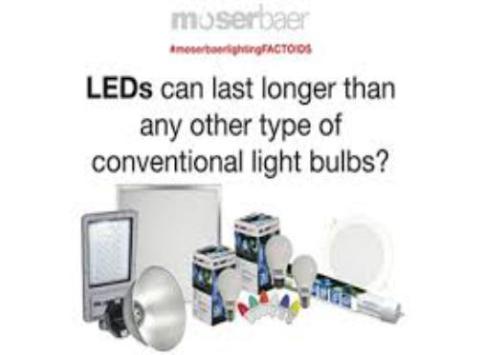 moserbaer
#moserbaerlightingFACTOIDS
LEDs can last longer than
any other type of
conventional light bulbs?